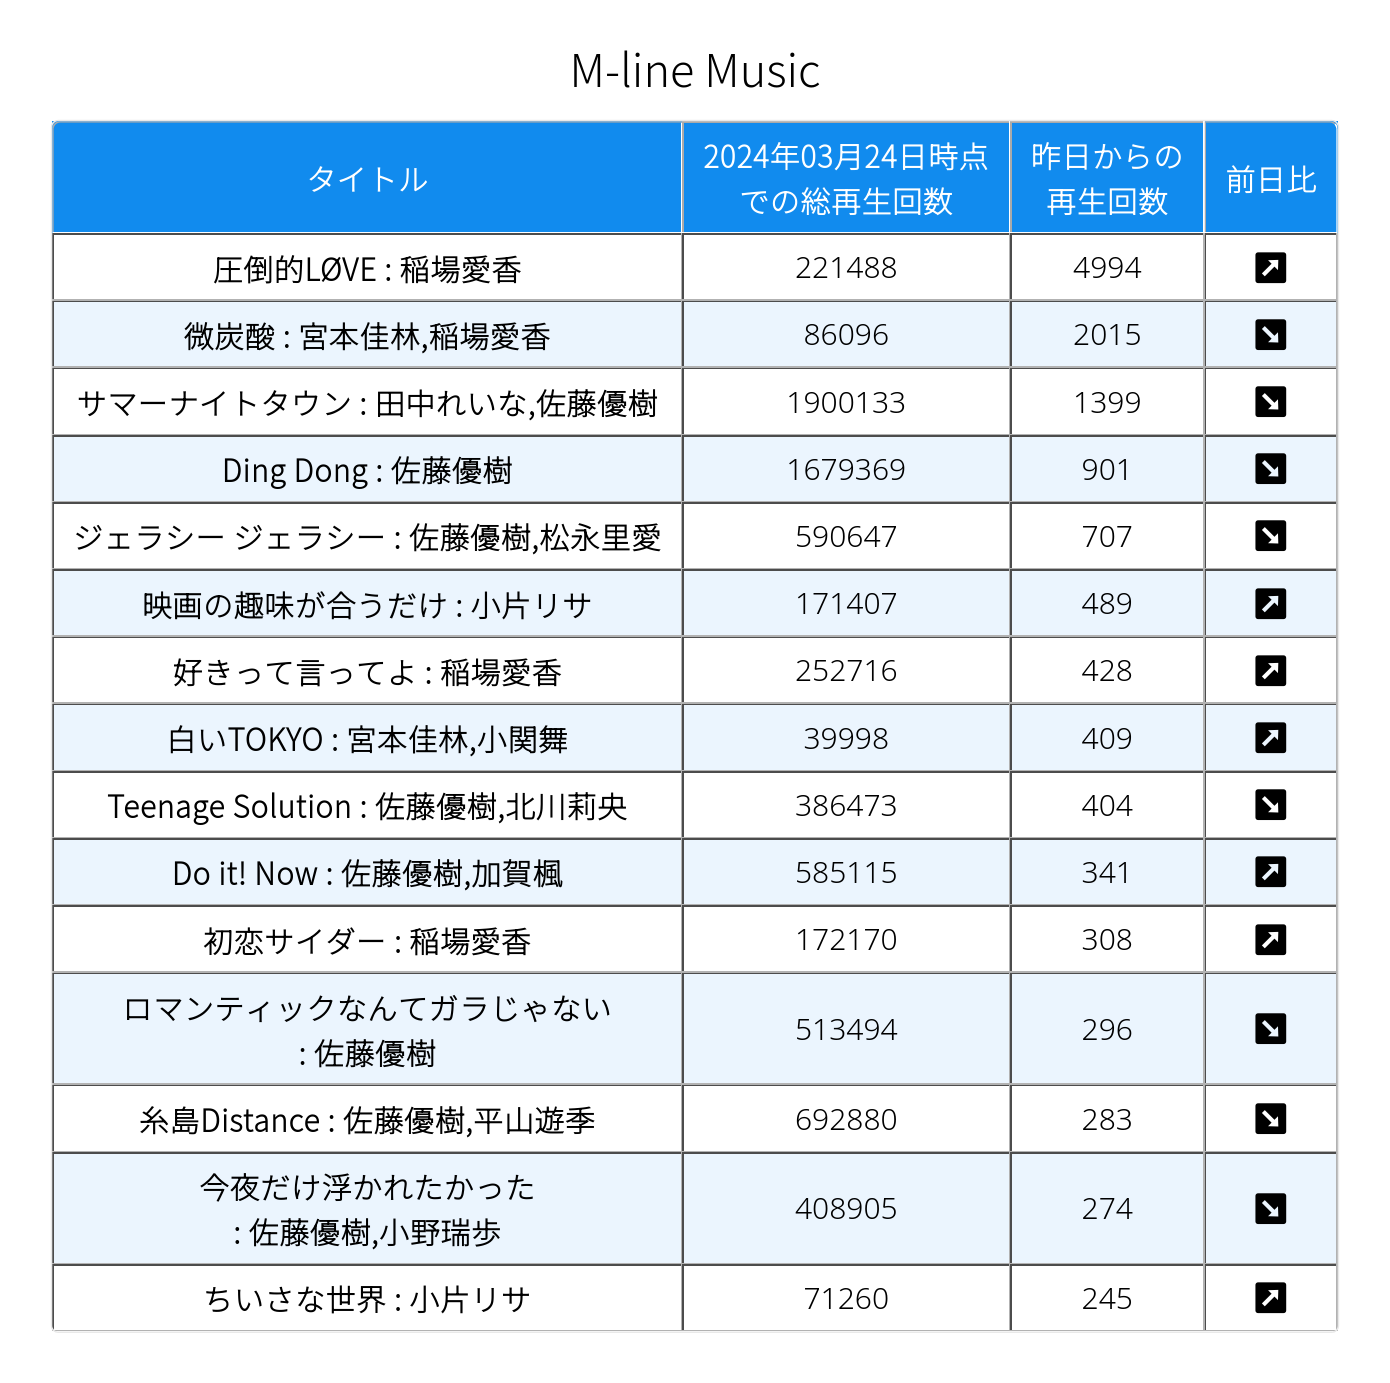 M-line Music
タイトル 2024年03月24日時点 昨日からの 前日比
での総再生回数 再生回数
圧倒的LØVE : 稲場愛香 221488 4994 ↗
微炭酸 : 宮本佳林,稲場愛香 86096 2015 ↘
サマーナイトタウン : 田中れいな,佐藤優樹 1900133 1399 ↘
Ding Dong : 佐藤優樹 1679369 901 ↘
ジェラシー ジェラシー : 佐藤優樹,松永里愛 590647 707 ↘
映画の趣味が合うだけ : 小片リサ 171407 489 ↗
好きって言ってよ : 稲場愛香 252716 428 ↗
白いTOKYO : 宮本佳林,小関舞 39998 409 ↗
Teenage Solution : 佐藤優樹,北川莉央 386473 404 ↘
Do it! Now : 佐藤優樹,加賀楓 585115 341 ↗
初恋サイダー : 稲場愛香 172170 308 ↗
ロマンティックなんてガラじゃない
: 佐藤優樹 513494 296 ↘
糸島Distance : 佐藤優樹,平山遊季 692880 283 ↘
今夜だけ浮かれたかった
: 佐藤優樹,小野瑞歩 408905 274 ↘
ちいさな世界 : 小片リサ 71260 245 ↗